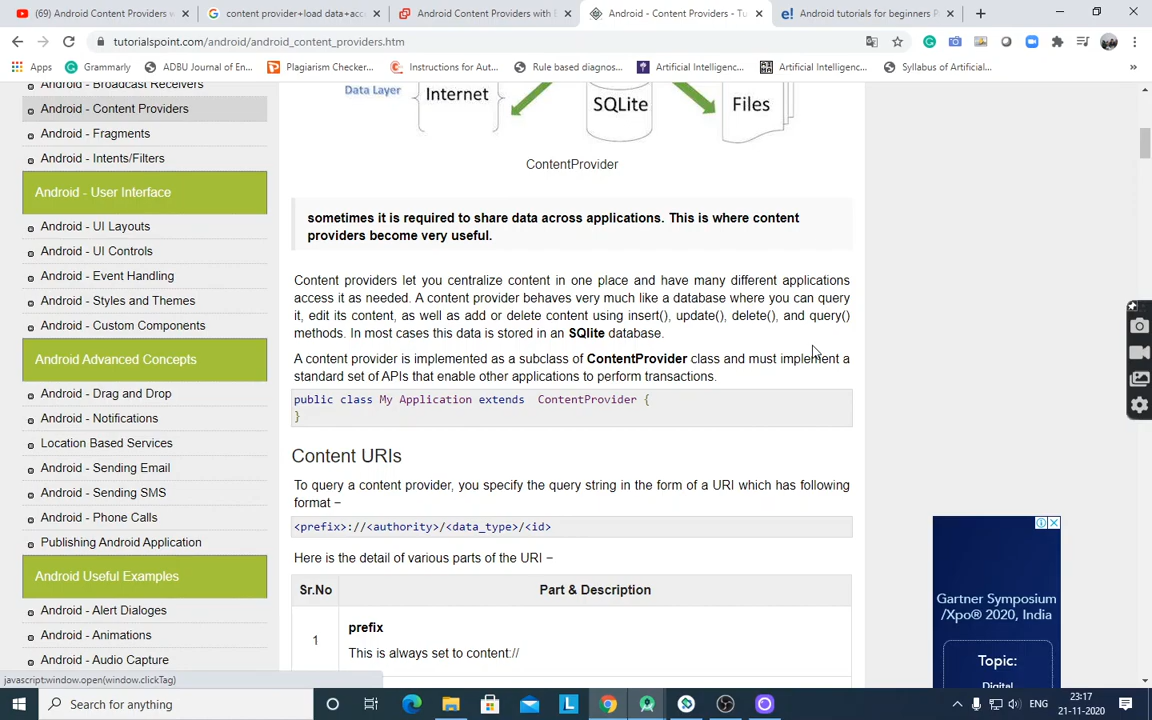 (69) Android Content Providers w
content provider+load data+acc
Android Content Providers with E
Android - Content Providers - Tu
Android tutorials for beginners P
tutorialspoint.com/android/android_content_providers.htm
Apps
Grammarly
ADBU Journal of En...
Plagiarism Checker...
Instructions for Aut...
Rule based diagnos...
Artificial Intelligenc...
Artificial Intelligenc...
Syllabus of Artificial...
Android - Broadcast Receivers
Android - Content Providers
Android - Fragments
Android - Intents/Filters
Android - User Interface
Android - UI Layouts
Android - UI Controls
Android - Event Handling
Android - Styles and Themes
Android - Custom Components
Android Advanced Concepts
Android - Drag and Drop
Android - Notifications
Location Based Services
Android - Sending Email
Android - Sending SMS
Android - Phone Calls
Publishing Android Application
Android Useful Examples
Android - Alert Dialoges
Android - Animations
Android - Audio Capture
Data Layer
Internet
SQLite
Files
ContentProvider
sometimes it is required to share data across applications. This is where content
providers become very useful.
Content providers let you centralize content in one place and have many different applications
access it as needed. A content provider behaves very much like a database where you can query
it, edit its content, as well as add or delete content using insert(), update(), delete(), and query()
methods. In most cases this data is stored in an SQlite database.
A content provider is implemented as a subclass of ContentProvider class and must implement a
standard set of APIs that enable other applications to perform transactions.
public class My Application extends  ContentProvider {
}
Content URIs
To query a content provider, you specify the query string in the form of a URI which has following
format −
<prefix>://<authority>/<data_type>/<id>
Here is the detail of various parts of the URI −
Sr.No
Part & Description
1
prefix
This is always set to content://
Gartner Symposium
/Xpo® 2020, India
Topic:
Digital
javascript:window.open(window.clickTag)
Search for anything
ENG
23:17
21-11-2020